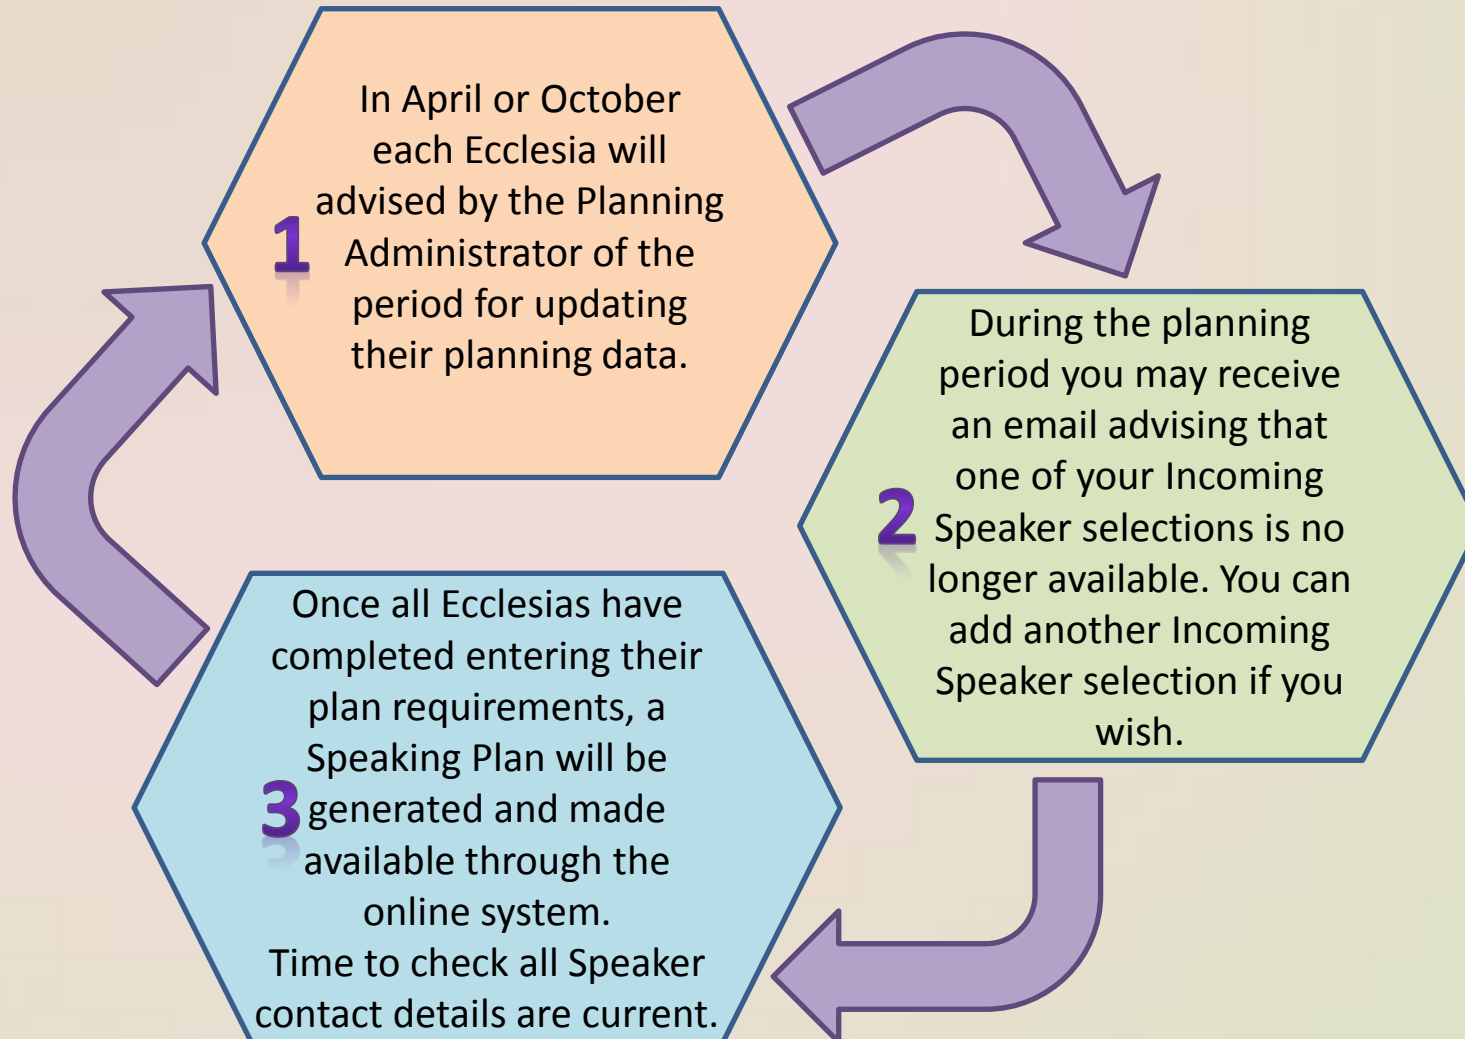 In April or October
each Ecclesia will
advised by the Planning
1
Administrator of the
period for updating
their planning data.
During the planning
period you may receive
an email advising that
one of your Incoming
2
Speaker selections is no
longer available. You can
add another Incoming
Speaker selection if you
wish.
Once all Ecclesias have
completed entering their
plan requirements, a
Speaking Plan will be
3
generated and made
available through the
online system.
Time to check all Speaker
contact details are current.